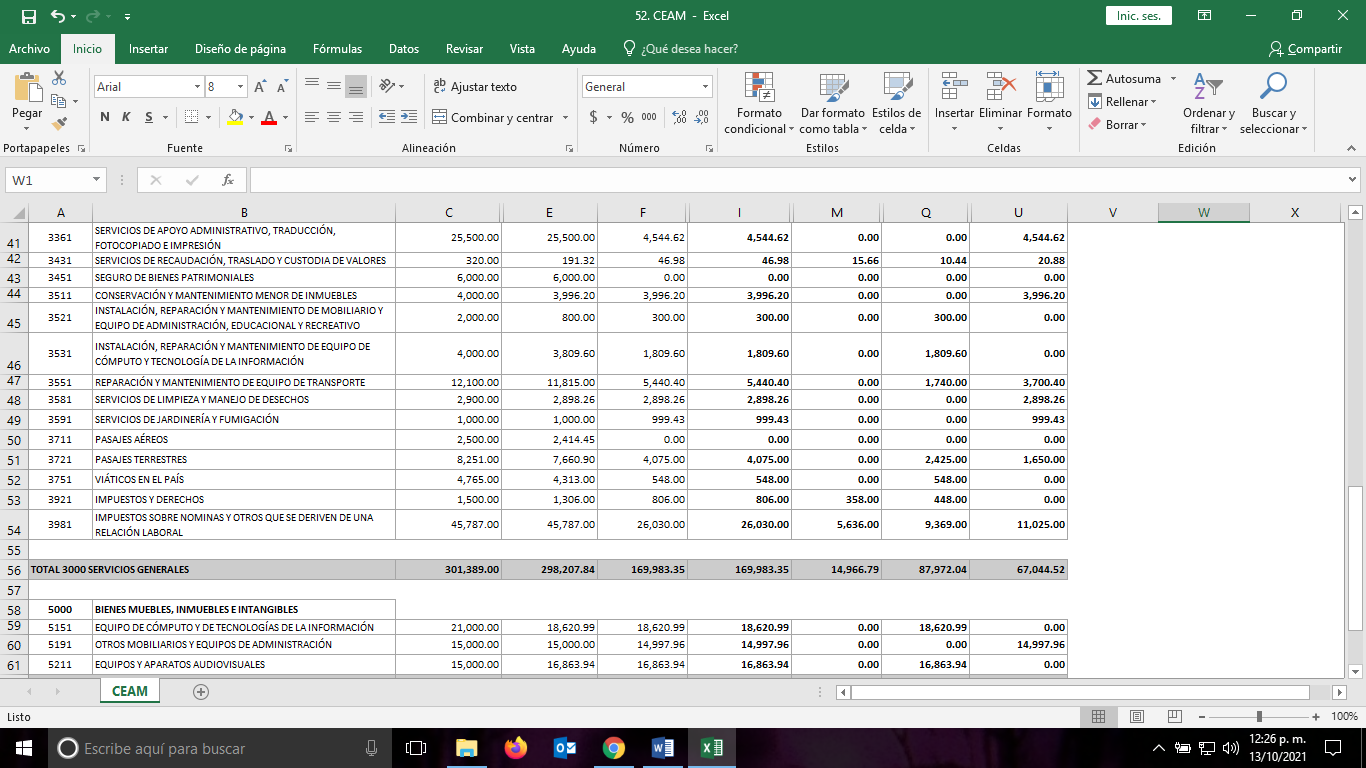 52. CEAM - Excel
Inic. ses.
Archivo Inicio Insertar Diseño de página Fórmulas Datos Revisar Vista Ayuda ¿Qué desea hacer? Compartir
Arial 8 ab Ajustar texto General Autosuma
Pegar Formato Dar formato Estilos de Insertar Eliminar Formato Rellenar Ordenar y Buscar y
N K S A Combinar y centrar $ % 000 condicional como tabla celda Borrar filtrar seleccionar
Portapapeles Fuente Alineación Número Estilos Celdas Edición
W1 fx
A B C E F I M Q U V W X
41 3361 SERVICIOS DE APOYO ADMINISTRATIVO, TRADUCCIÓN, 25,500.00 25,500.00 4,544.62 4,544.62 0.00 0.00 4,544.62
FOTOCOPIADO E IMPRESIÓN
42 3431 SERVICIOS DE RECAUDACIÓN, TRASLADO Y CUSTODIA DE VALORES 320.00 191.32 46.98 46.98 15.66 10.44 20.88
43 3451 SEGURO DE BIENES PATRIMONIALES 6,000.00 6,000.00 0.00 0.00 0.00 0.00 0.00
44 3511 CONSERVACIÓN Y MANTENIMIENTO MENOR DE INMUEBLES 4,000.00 3,996.20 3,996.20 3,996.20 0.00 0.00 3,996.20
45 3521 INSTALACIÓN, REPARACIÓN Y MANTENIMIENTO DE MOBILIARIO Y 2,000.00 800.00 300.00 300.00 0.00 300.00 0.00
EQUIPO DE ADMINISTRACIÓN, EDUCACIONAL Y RECREATIVO
46 3531 INSTALACIÓN, REPARACIÓN Y MANTENIMIENTO DE EQUIPO DE 4,000.00 3,809.60 1,809.60 1,809.60 0.00 1,809.60 0.00
CÓMPUTO Y TECNOLOGÍA DE LA INFORMACIÓN
47 3551 REPARACIÓN Y MANTENIMIENTO DE EQUIPO DE TRANSPORTE 12,100.00 11,815.00 5,440.40 5,440.40 0.00 1,740.00 3,700.40
48 3581 SERVICIOS DE LIMPIEZA Y MANEJO DE DESECHOS 2,900.00 2,898.26 2,898.26 2,898.26 0.00 0.00 2,898.26
49 3591 SERVICIOS DE JARDINERÍA Y FUMIGACIÓN 1,000.00 1,000.00 999.43 999.43 0.00 0.00 999.43
50 3711 PASAJES AÉREOS 2,500.00 2,414.45 0.00 0.00 0.00 0.00 0.00
51 3721 PASAJES TERRESTRES 8,251.00 7,660.90 4,075.00 4,075.00 0.00 2,425.00 1,650.00
52 3751 VIÁTICOS EN EL PAÍS 4,765.00 4,313.00 548.00 548.00 0.00 548.00 0.00
53 3921 IMPUESTOS Y DERECHOS 1,500.00 1,306.00 806.00 806.00 358.00 448.00 0.00
54 3981 IMPUESTOS SOBRE NOMINAS Y OTROS QUE SE DERIVEN DE UNA 45,787.00 45,787.00 26,030.00 26,030.00 5,636.00 9,369.00 11,025.00
RELACIÓN LABORAL
55
56 TOTAL 3000 SERVICIOS GENERALES 301,389.00 298,207.84 169,983.35 169,983.35 14,966.79 87,972.04 67,044.52
57
58 5000 BIENES MUEBLES, INMUEBLES E INTANGIBLES
59 5151 EQUIPO DE CÓMPUTO Y DE TECNOLOGÍAS DE LA INFORMACIÓN 21,000.00 18,620.99 18,620.99 18,620.99 0.00 18,620.99 0.00
60 5191 OTROS MOBILIARIOS Y EQUIPOS DE ADMINISTRACIÓN 15,000.00 15,000.00 14,997.96 14,997.96 0.00 0.00 14,997.96
61 5211 EQUIPOS Y APARATOS AUDIOVISUALES 15,000.00 16,863.94 16,863.94 16,863.94 0.00 16,863.94 0.00
CEAM
Listo 100%
Escribe aquí para buscar 12:26 p. m.
13/10/2021